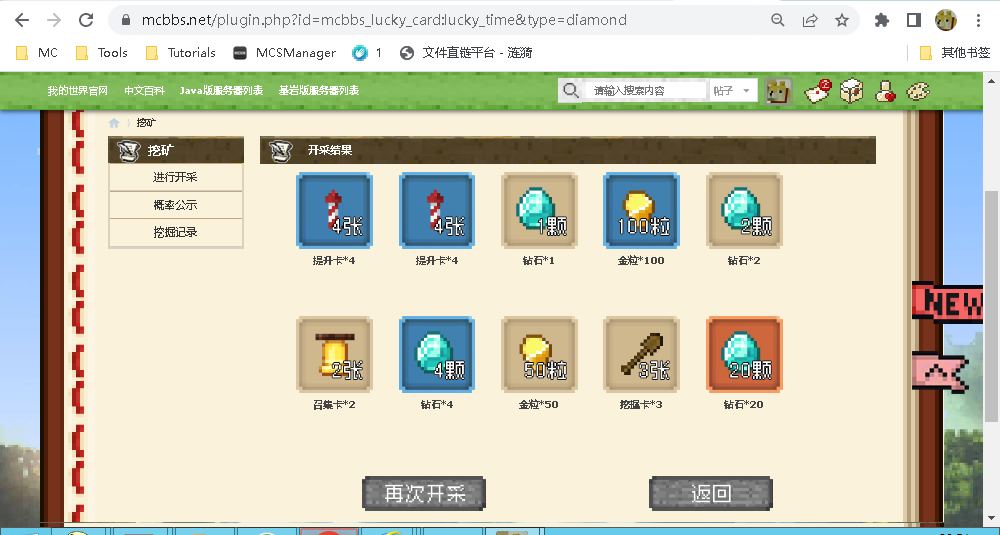 mcbbs.net/plugin.php?id=mcbbs_lucky_card:lucky_time&type=diamond
MC Tools Tutorials MCSManager 1 文件直链平台 - 涟漪 其他书签
我的世界官网 中文百科 Java版服务器列表 基岩版服务器列表 请输入搜索内容 帖子
挖矿
挖矿
进行开采
概率公示
挖掘记录
开采结果
4张 4张 1颗 100粒 2颗
提升卡*4 提升卡*4 钻石*1 金粒*100 钻石*2
2张 4颗 50粒 3张 20颗
召集卡*2 钻石*4 金粒*50 挖掘卡*3 钻石*20
再次开采 返回
NEW